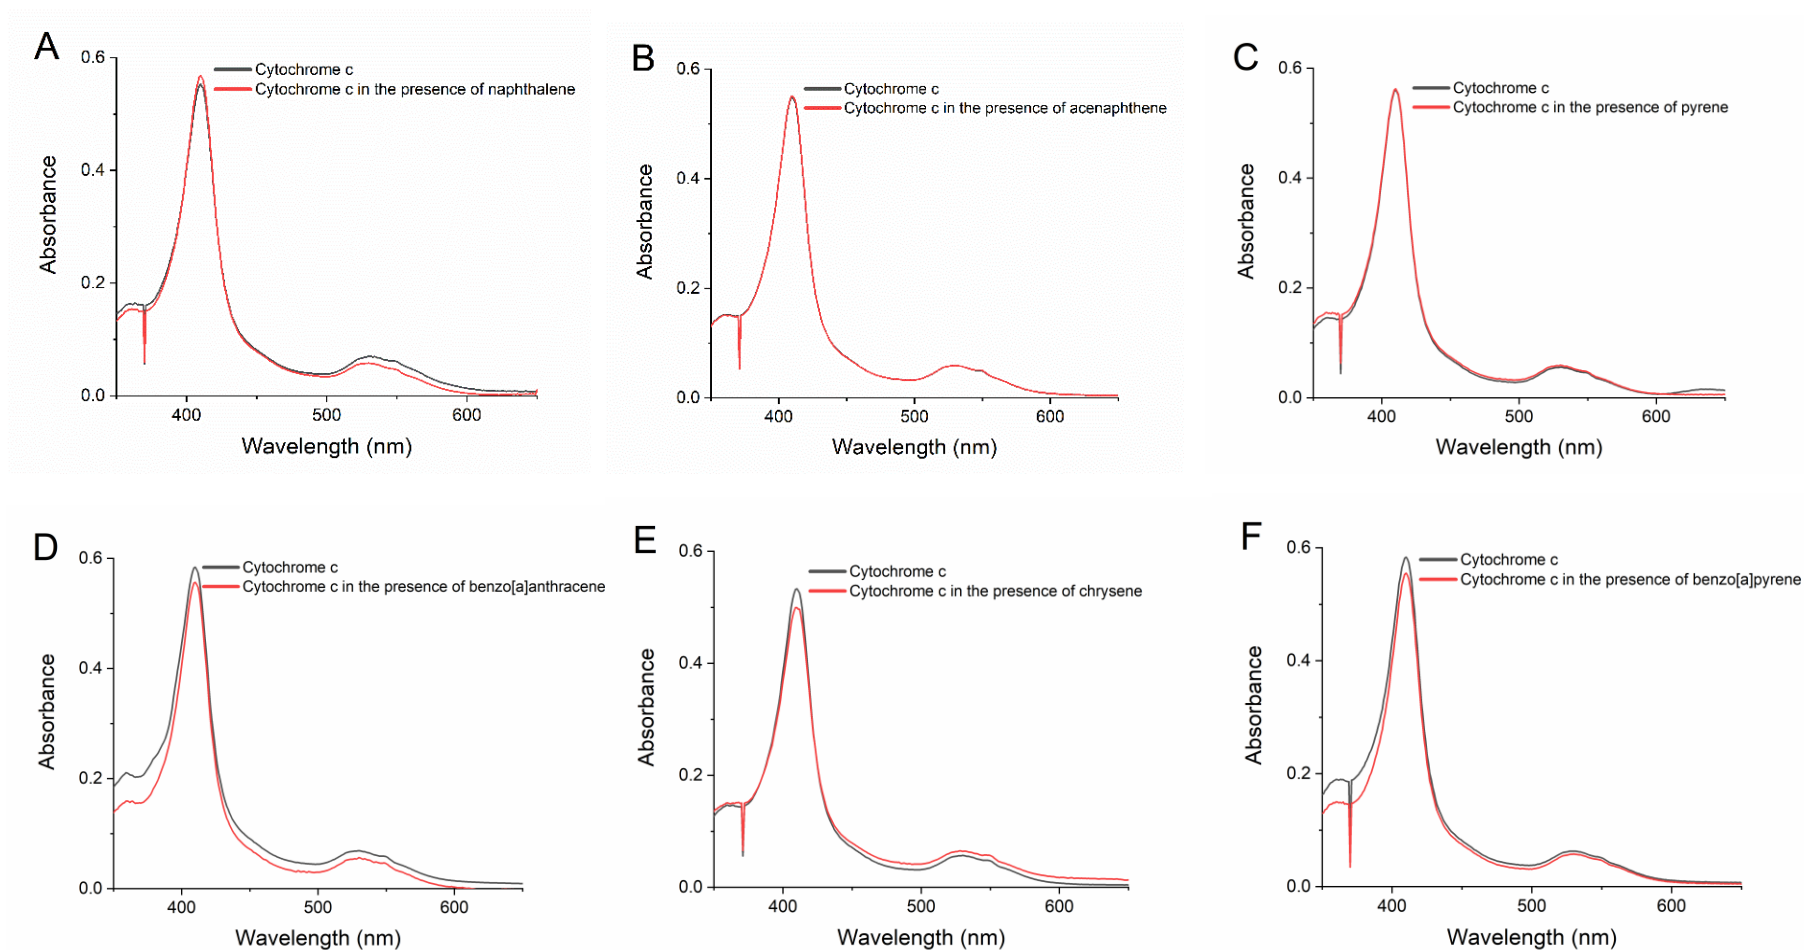 A
0.6
0.4
0.2
0.0
400
500
600
Absorbance
Wavelength (nm)
Cytochrome c
Cytochrome c in the presence of naphthalene
B
0.6
0.4
0.2
0.0
400
500
600
Absorbance
Wavelength (nm)
Cytochrome c
Cytochrome c in the presence of acenaphthene
C
0.6
0.4
0.2
0.0
400
500
600
Absorbance
Wavelength (nm)
Cytochrome c
Cytochrome c in the presence of pyrene
D
0.6
0.4
0.2
0.0
400
500
600
Absorbance
Wavelength (nm)
Cytochrome c
Cytochrome c in the presence of benzo[a]anthracene
E
0.6
0.4
0.2
0.0
400
500
600
Absorbance
Wavelength (nm)
Cytochrome c
Cytochrome c in the presence of chrysene
F
0.6
0.4
0.2
0.0
400
500
600
Absorbance
Wavelength (nm)
Cytochrome c
Cytochrome c in the presence of benzo[a]pyrene